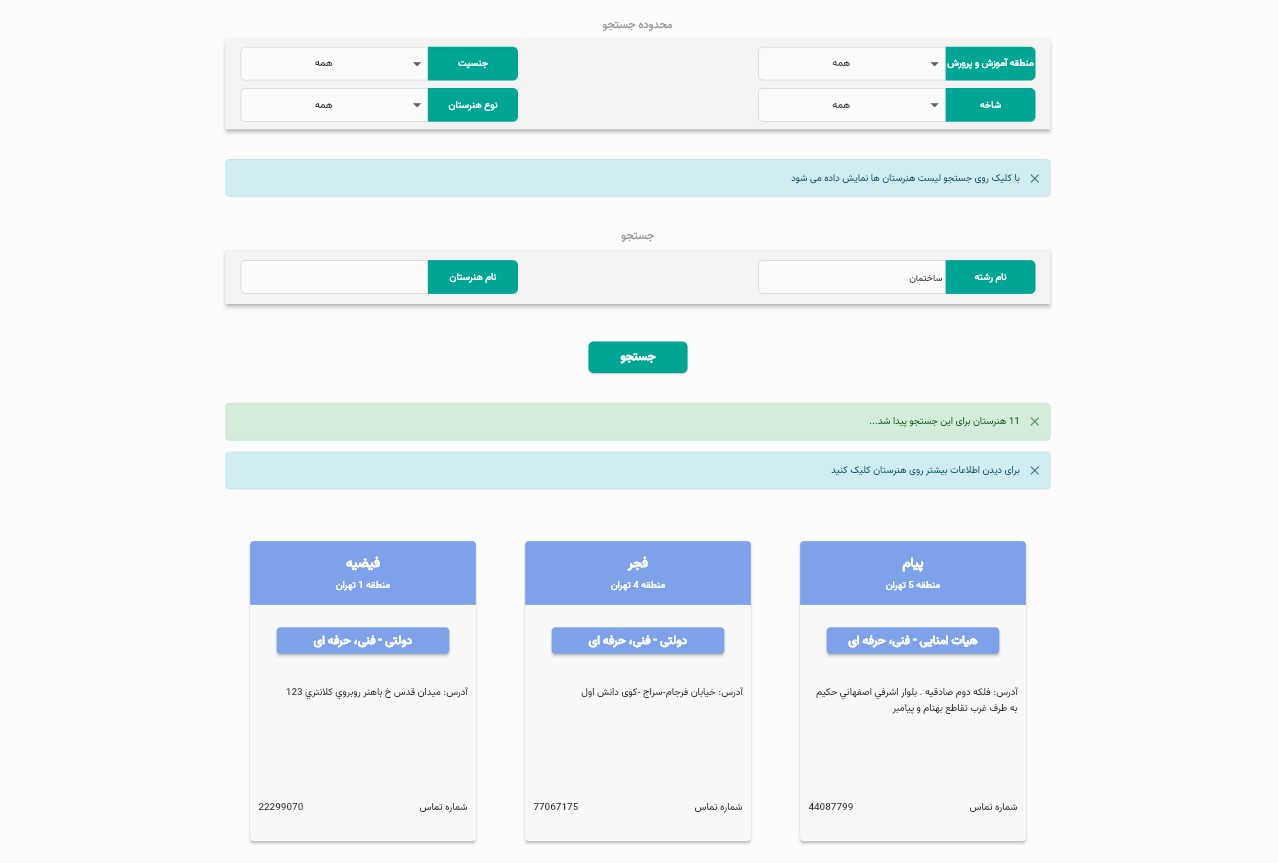 محدوده جستجو
منطقه آموزش و پرورش
همه
جنسیت
همه
شاخه
همه
نوع هنرستان
همه
با کلیک روی جستجو لیست هنرستان ها نمایش داده می شود
جستجو
نام رشته
ساختمان
نام هنرستان
جستجو
11 هنرستان برای این جستجو پیدا شد...
برای دیدن اطلاعات بیشتر روی هنرستان کلیک کنید
پیام
منطقه 5 تهران
هیات امنایی - فنی، حرفه ای
آدرس: فلكه دوم صادقیه . بلوار اشرفي اصفهاني حكیم
به طرف غرب تقاطع بهنام و پیامبر
شماره تماس
44087799
فجر
منطقه 4 تهران
دولتی - فنی، حرفه ای
آدرس: خیابان فرجام-سراج -کوی دانش اول
شماره تماس
77067175
فیضیه
منطقه 1 تهران
دولتی - فنی، حرفه ای
آدرس: میدان قدس خ باهنر روبروي كلانتري 123
شماره تماس
22299070